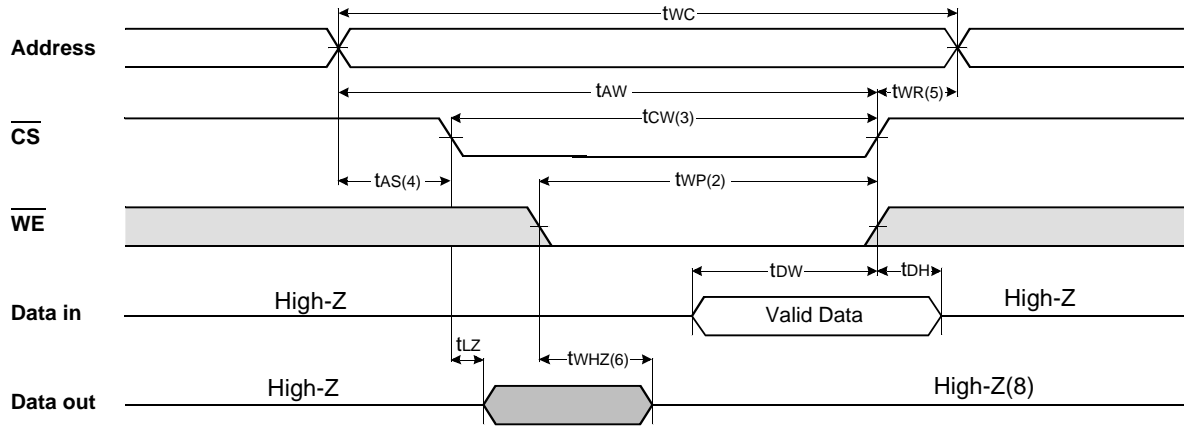 tWC
Address
tAW
tWR(5)
tCW(3)
CS
tAS(4)
tWP(2)
WE
tDW
tDH
High-Z
High-Z
Data in
Valid Data
tLZ
tWHZ(6)
High-Z
High-Z(8)
Data out